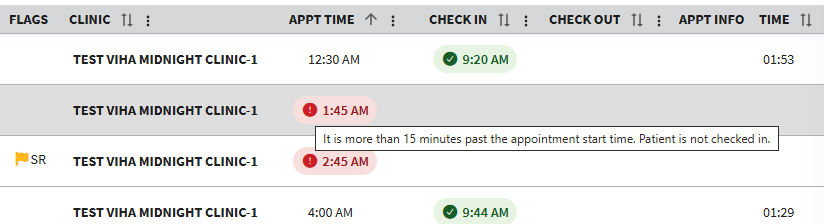 FLAGS CLINIC APPT TIME CHECK IN CHECK OUT APPT INFO TIME
TEST VIHA MIDNIGHT CLINIC-1 12:30 AM 9:20 AM 01:53
TEST VIHA MIDNIGHT CLINIC-1 1:45 AM
It is more than 15 minutes past the appointment start time. Patient is not checked in.
SR TEST VIHA MIDNIGHT CLINIC-1 2:45 AM
TEST VIHA MIDNIGHT CLINIC-1 4:00 AM 9:44 AM 01:29